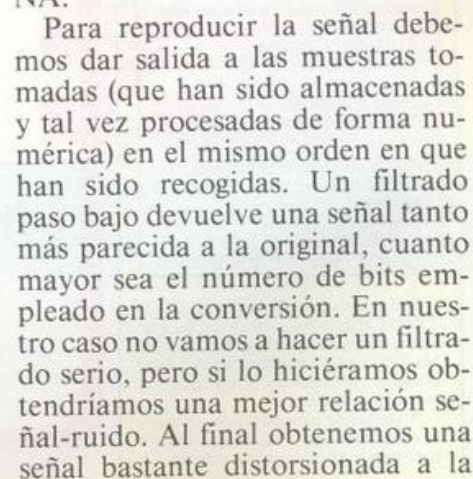 NA.
Para reproducir la señal debe-
mos dar salida a las muestras to-
madas (que han sido almacenadas
y tal vez procesadas de forma nu-
mérica) en el mismo orden en que
han sido recogidas. Un filtrado
paso bajo devuelve una señal tanto
más parecida a la original, cuanto
mayor sea el número de bits em-
pleado en la conversión. En nues-
tro caso no vamos a hacer un filtra-
do serio, pero si lo hiciéramos ob-
tendríamos una mejor relación se-
ñal-ruido. Al final obtenemos una
señal bastante distorsionada a la